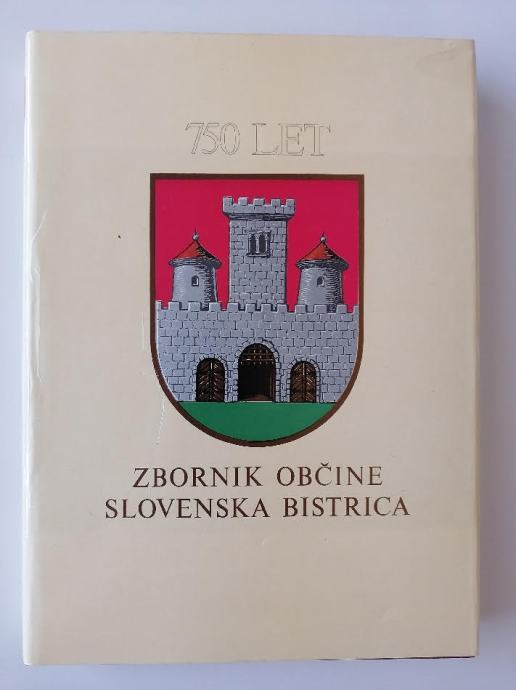 750 LET
ZBORNIK OBČINE
SLOVENSKA BISTRICA